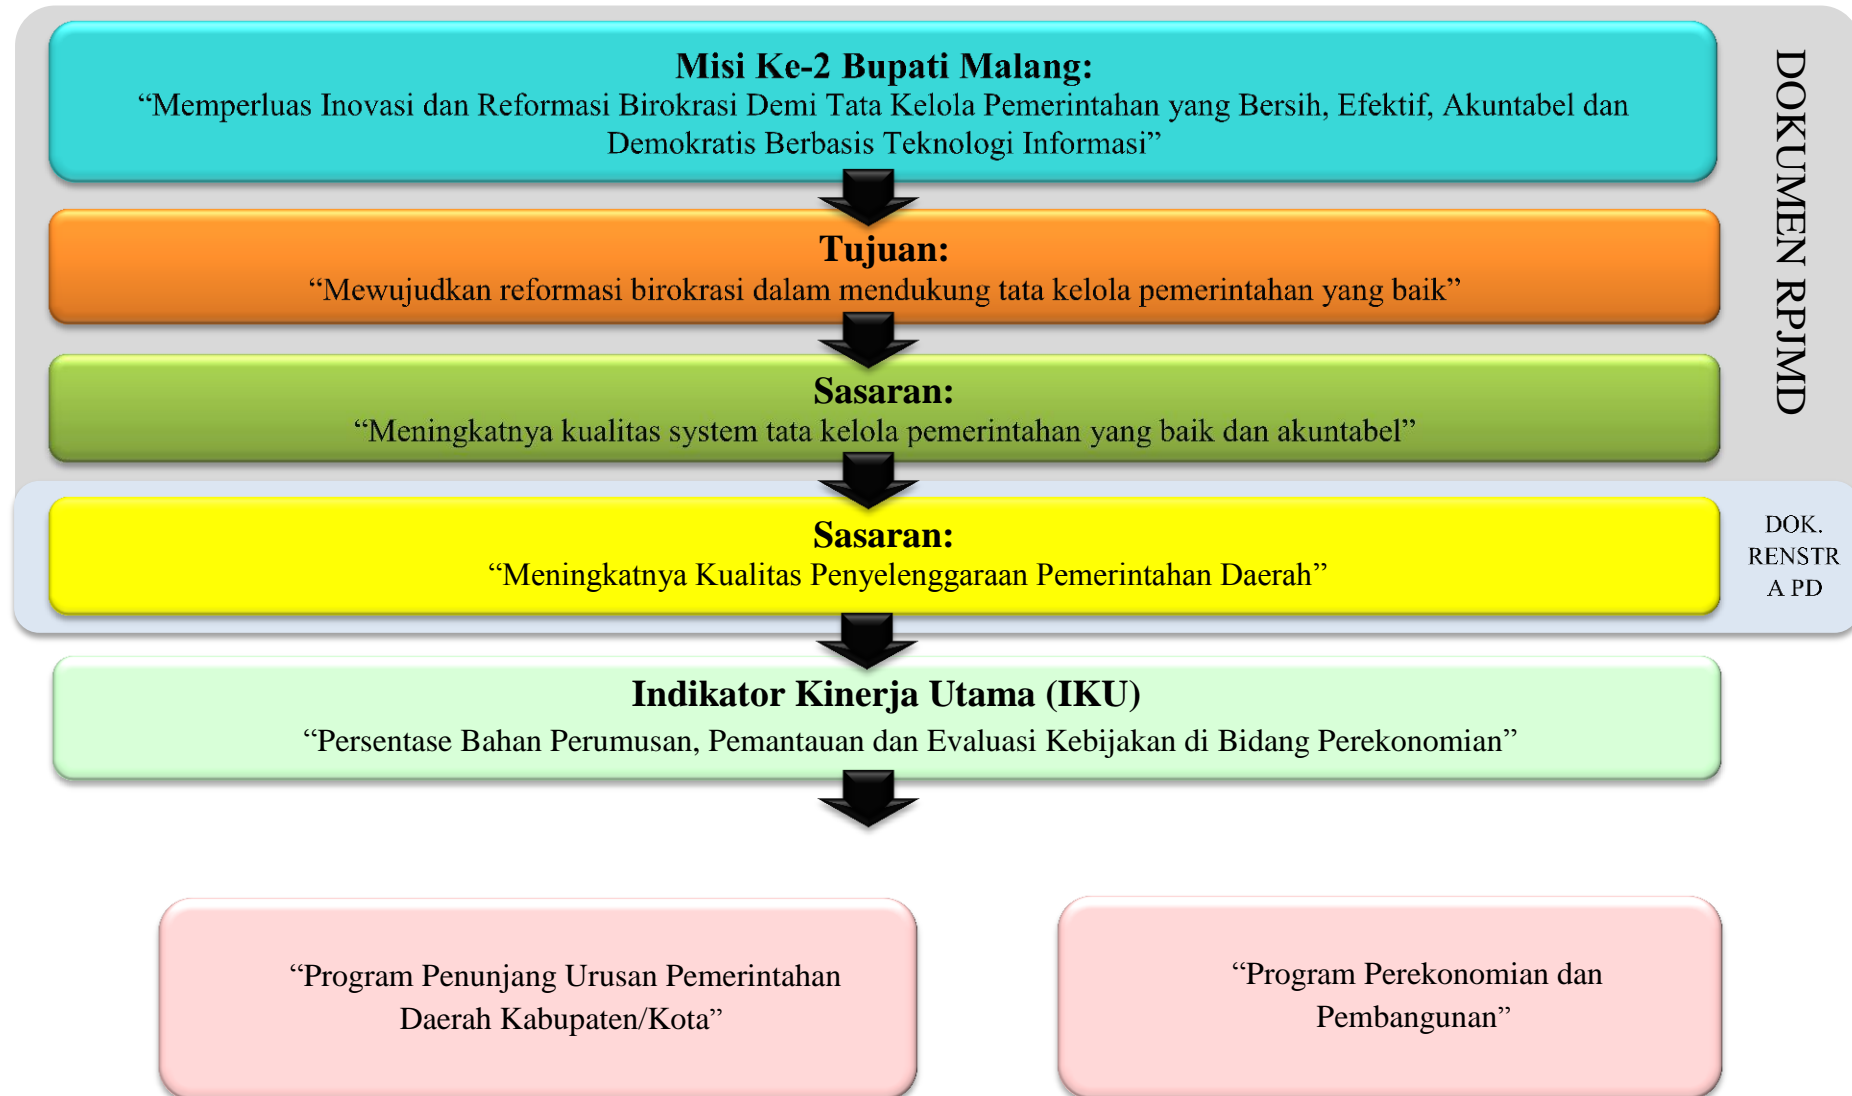 Misi Ke-2 Bupati Malang:
“Memperluas Inovasi dan Reformasi Birokrasi Demi Tata Kelola Pemerintahan yang Bersih, Efektif, Akuntabel dan
Demokratis Berbasis Teknologi Informasi”
DOKUMEN RPJMD
Tujuan:
“Mewujudkan reformasi birokrasi dalam mendukung tata kelola pemerintahan yang baik”
Sasaran:
“Meningkatnya kualitas system tata kelola pemerintahan yang baik dan akuntabel”
Sasaran:
“Meningkatnya Kualitas Penyelenggaraan Pemerintahan Daerah”
DOK.
RENSTR
A PD
Indikator Kinerja Utama (IKU)
“Persentase Bahan Perumusan, Pemantauan dan Evaluasi Kebijakan di Bidang Perekonomian”
“Program Penunjang Urusan Pemerintahan
Daerah Kabupaten/Kota”
“Program Perekonomian dan
Pembangunan”